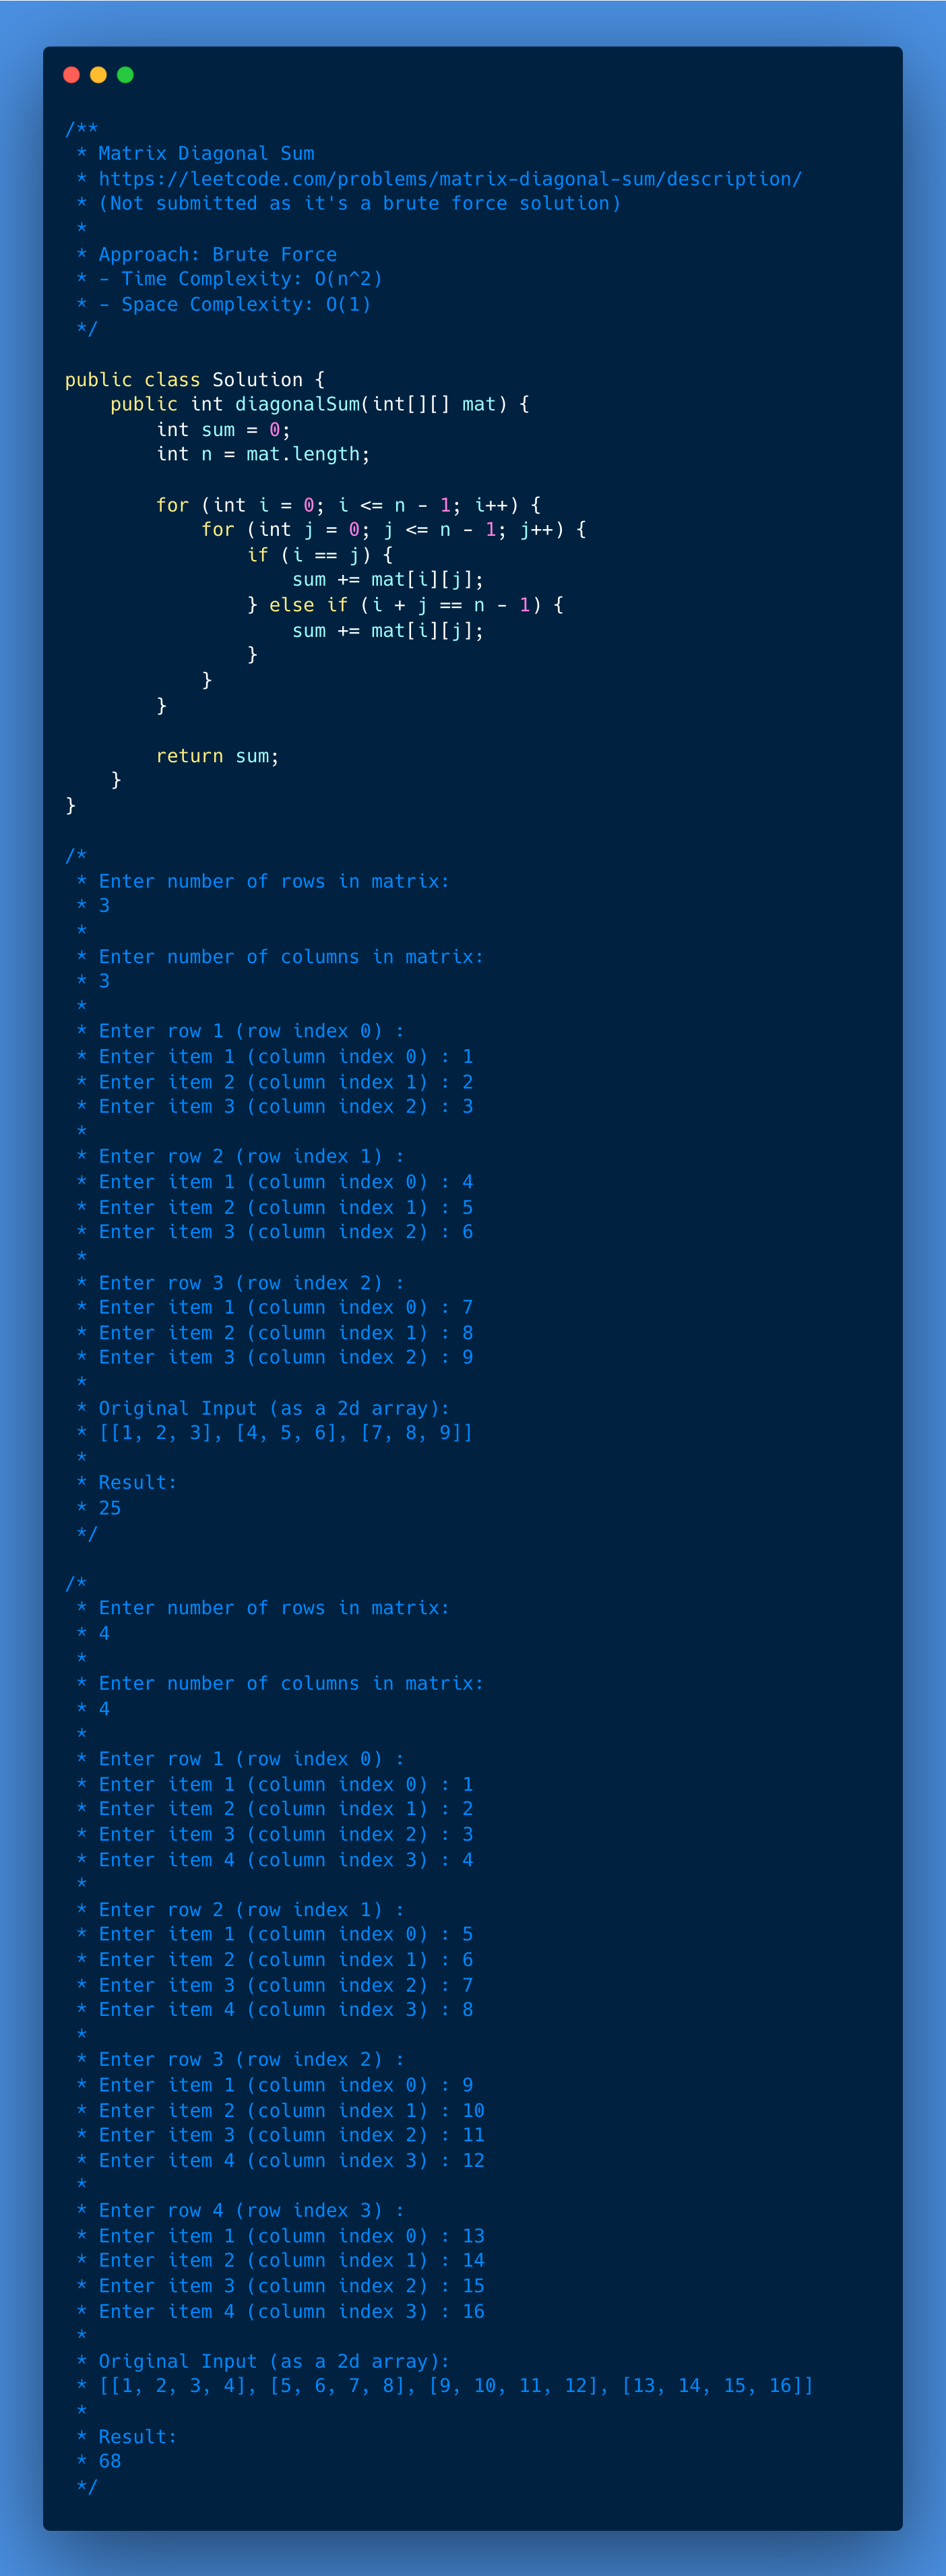 /**
 * Matrix Diagonal Sum
 * https://leetcode.com/problems/matrix-diagonal-sum/description/
 * (Not submitted as it's a brute force solution)
 *
 * Approach: Brute Force
 * - Time Complexity: O(n^2)
 * - Space Complexity: O(1)
 */

public class Solution {
    public int diagonalSum(int[][] mat) {
        int sum = 0;
        int n = mat.length;

        for (int i = 0; i <= n - 1; i++) {
            for (int j = 0; j <= n - 1; j++) {
                if (i == j) {
                    sum += mat[i][j];
                } else if (i + j == n - 1) {
                    sum += mat[i][j];
                }
            }
        }

        return sum;
    }
}

/*
 * Enter number of rows in matrix:
 * 3
 *
 * Enter number of columns in matrix:
 * 3
 *
 * Enter row 1 (row index 0) :
 * Enter item 1 (column index 0) : 1
 * Enter item 2 (column index 1) : 2
 * Enter item 3 (column index 2) : 3
 *
 * Enter row 2 (row index 1) :
 * Enter item 1 (column index 0) : 4
 * Enter item 2 (column index 1) : 5
 * Enter item 3 (column index 2) : 6
 *
 * Enter row 3 (row index 2) :
 * Enter item 1 (column index 0) : 7
 * Enter item 2 (column index 1) : 8
 * Enter item 3 (column index 2) : 9
 *
 * Original Input (as a 2d array):
 * [[1, 2, 3], [4, 5, 6], [7, 8, 9]]
 *
 * Result:
 * 25
 */

/*
 * Enter number of rows in matrix:
 * 4
 *
 * Enter number of columns in matrix:
 * 4
 *
 * Enter row 1 (row index 0) :
 * Enter item 1 (column index 0) : 1
 * Enter item 2 (column index 1) : 2
 * Enter item 3 (column index 2) : 3
 * Enter item 4 (column index 3) : 4
 *
 * Enter row 2 (row index 1) :
 * Enter item 1 (column index 0) : 5
 * Enter item 2 (column index 1) : 6
 * Enter item 3 (column index 2) : 7
 * Enter item 4 (column index 3) : 8
 *
 * Enter row 3 (row index 2) :
 * Enter item 1 (column index 0) : 9
 * Enter item 2 (column index 1) : 10
 * Enter item 3 (column index 2) : 11
 * Enter item 4 (column index 3) : 12
 *
 * Enter row 4 (row index 3) :
 * Enter item 1 (column index 0) : 13
 * Enter item 2 (column index 1) : 14
 * Enter item 3 (column index 2) : 15
 * Enter item 4 (column index 3) : 16
 *
 * Original Input (as a 2d array):
 * [[1, 2, 3, 4], [5, 6, 7, 8], [9, 10, 11, 12], [13, 14, 15, 16]]
 *
 * Result:
 * 68
 */